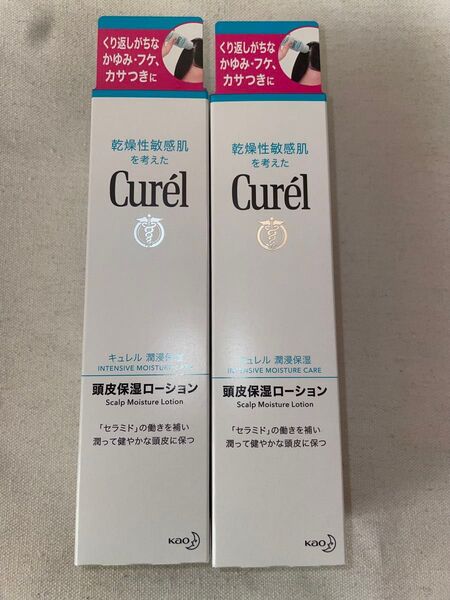 くり返しがちな
かゆみ・フケ、
カサつきに
乾燥性敏感肌
を考えた
Curél
キュレル 潤浸保湿
INTENSIVE MOISTURE CARE
頭皮保湿ローション
Scalp Moisture Lotion
「セラミド」の働きを補い
潤って健やかな頭皮に保つ
Kao
くり返しがちな
かゆみ・フケ、
カサつきに
乾燥性敏感肌
を考えた
Curél
キュレル 潤浸保湿
INTENSIVE MOISTURE CARE
頭皮保湿ローション
Scalp Moisture Lotion
「セラミド」の働きを補い
潤って健やかな頭皮に保つ
Kao